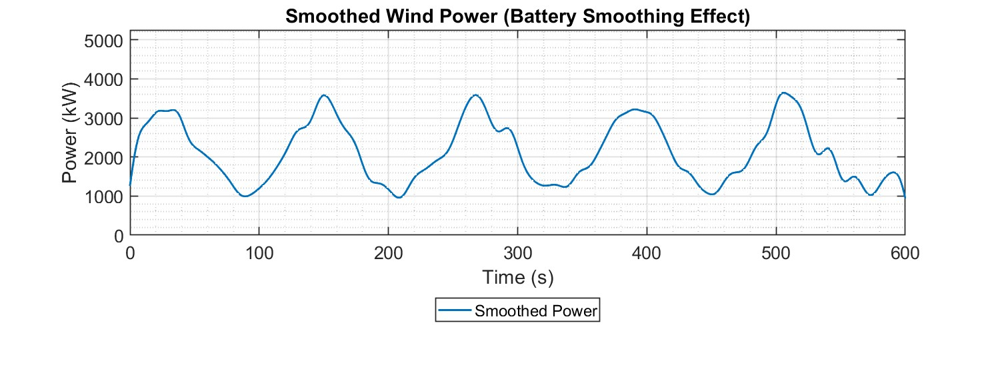 Smoothed Wind Power (Battery Smoothing Effect)
5000
4000
3000
2000
1000
0
Power (kW)
0 100 200 300 400 500 600
Time (s)
Smoothed Power